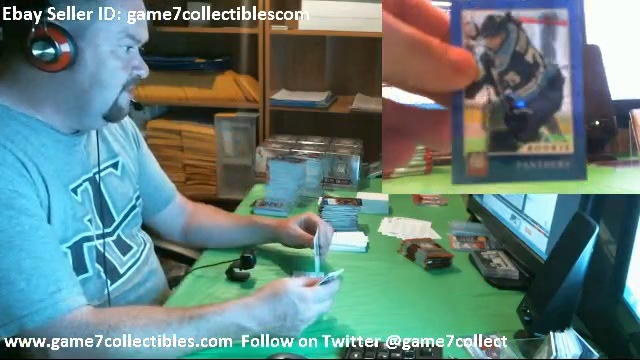 Ebay Seller ID: game7collectiblescom
ROOKIE
PANTHERS
www.game7collectibles.com Follow on Twitter @game7collect